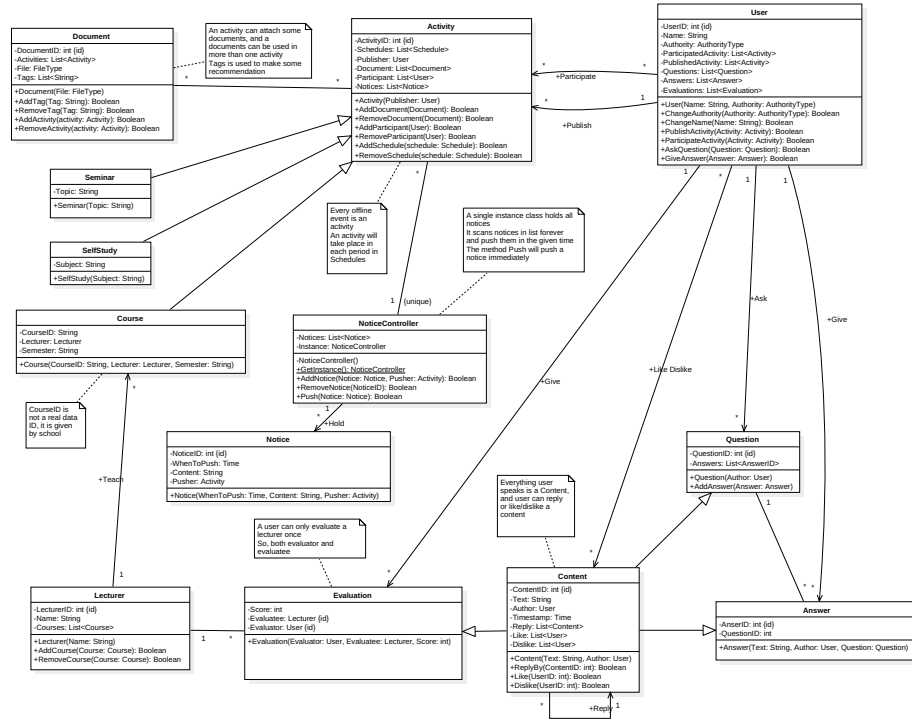 Document
-DocumentID: int {id}
-Activities: List<Activity>
-File: FileType
-Tags: List<String>
+Document(File: FileType)
+AddTag(Tag: String): Boolean
+RemoveTag(Tag: String): Boolean
+AddActivity(activity: Activity): Boolean
+RemoveActivity(activity: Activity): Boolean
An activity can attach some
documents, and a
documents can be used in
more than one activity
Tags is used to make some
recommendation
*
*
Activity
-ActivityID: int {id}
-Schedules: List<Schedule>
-Publisher: User
-Document: List<Document>
-Participant: List<User>
-Notices: List<Notice>
+Activity(Publisher: User)
+AddDocument(Document): Boolean
+RemoveDocument(Document): Boolean
+AddParticipant(User): Boolean
+RemoveParticipant(User): Boolean
+AddSchedule(schedule: Schedule): Boolean
+RemoveSchedule(schedule: Schedule): Boolean
*
*
+Participate
*
1
+Publish
User
-UserID: int {id}
-Name: String
-Authority: AuthorityType
-ParticipatedActivity: List<Activity>
-PublishedActivity: List<Activity>
-Questions: List<Question>
-Answers: List<Answer>
-Evaluations: List<Evaluation>
+User(Name: String, Authority: AuthorityType)
+ChangeAuthority(Authority: AuthorityType): Boolean
+ChangeName(Name: String): Boolean
+PublishActivity(Activity: Activity): Boolean
+ParticipateActivity(Activity: Activity): Boolean
+AskQuestion(Question: Question): Boolean
+GiveAnswer(Answer: Answer): Boolean
*
1
*
1
1
Seminar
-Topic: String
+Seminar(Topic: String)
SelfStudy
-Subject: String
+SelfStudy(Subject: String)
Every offline
event is an
activity
An activity will
take place in
each period in
Schedules
A single instance class holds all
notices
It scans notices in list forever
and push them in the given time
The method Push will push a
notice immediately
1
{unique}
+Ask
+Give
Course
-CourseID: String
-Lecturer: Lecturer
-Semester: String
+Course(CourseID: String, Lecturer: Lecturer, Semester: String)
NoticeController
-Notices: List<Notice>
-Instance: NoticeController
-NoticeController()
+GetInstance(): NoticeController
+AddNotice(Notice: Notice, Pusher: Activity): Boolean
+RemoveNotice(NoticeID): Boolean
+Push(Notice: Notice): Boolean
+Give
+Like Dislike
*
CourseID is
not a real data
ID, it is given
by school
1
*
+Hold
*
Notice
-NoticeID: int {id}
-WhenToPush: Time
-Content: String
-Pusher: Activity
+Notice(WhenToPush: Time, Content: String, Pusher: Activity)
Question
-QuestionID: int {id}
-Answers: List<AnswerID>
+Question(Author: User)
+AddAnswer(Answer: Answer)
+Teach
Everything user
speaks is a Content,
and user can reply
or like/dislike a
content
1
A user can only evaluate a
lecturer once
So, both evaluator and
evaluatee
1
*
*
*
*
Lecturer
-LecturerID: int {id}
-Name: String
-Courses: List<Course>
+Lecturer(Name: String)
+AddCourse(Course: Course): Boolean
+RemoveCourse(Course: Course): Boolean
1
*
Evaluation
-Score: int
-Evaluatee: Lecturer {id}
-Evaluator: User {id}
+Evaluation(Evaluator: User, Evaluatee: Lecturer, Score: int)
Content
-ContentID: int {id}
-Text: String
-Author: User
-Timestamp: Time
-Reply: List<Content>
-Like: List<User>
-Dislike: List<User>
+Content(Text: String, Author: User)
+ReplyBy(ContentID: int): Boolean
+Like(UserID: int): Boolean
+Dislike(UserID: int): Boolean
Answer
-AnserID: int {id}
-QuestionID: int
+Answer(Text: String, Author: User, Question: Question)
*
+Reply
1